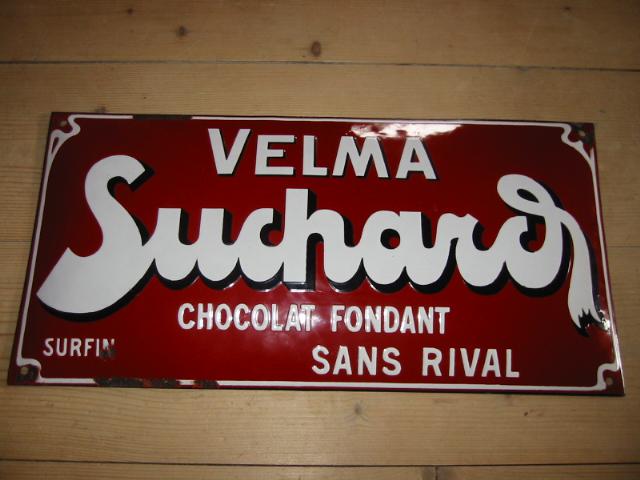 VELMA
Suchard
CHOCOLAT FONDANT
SURFIN
SANS RIVAL